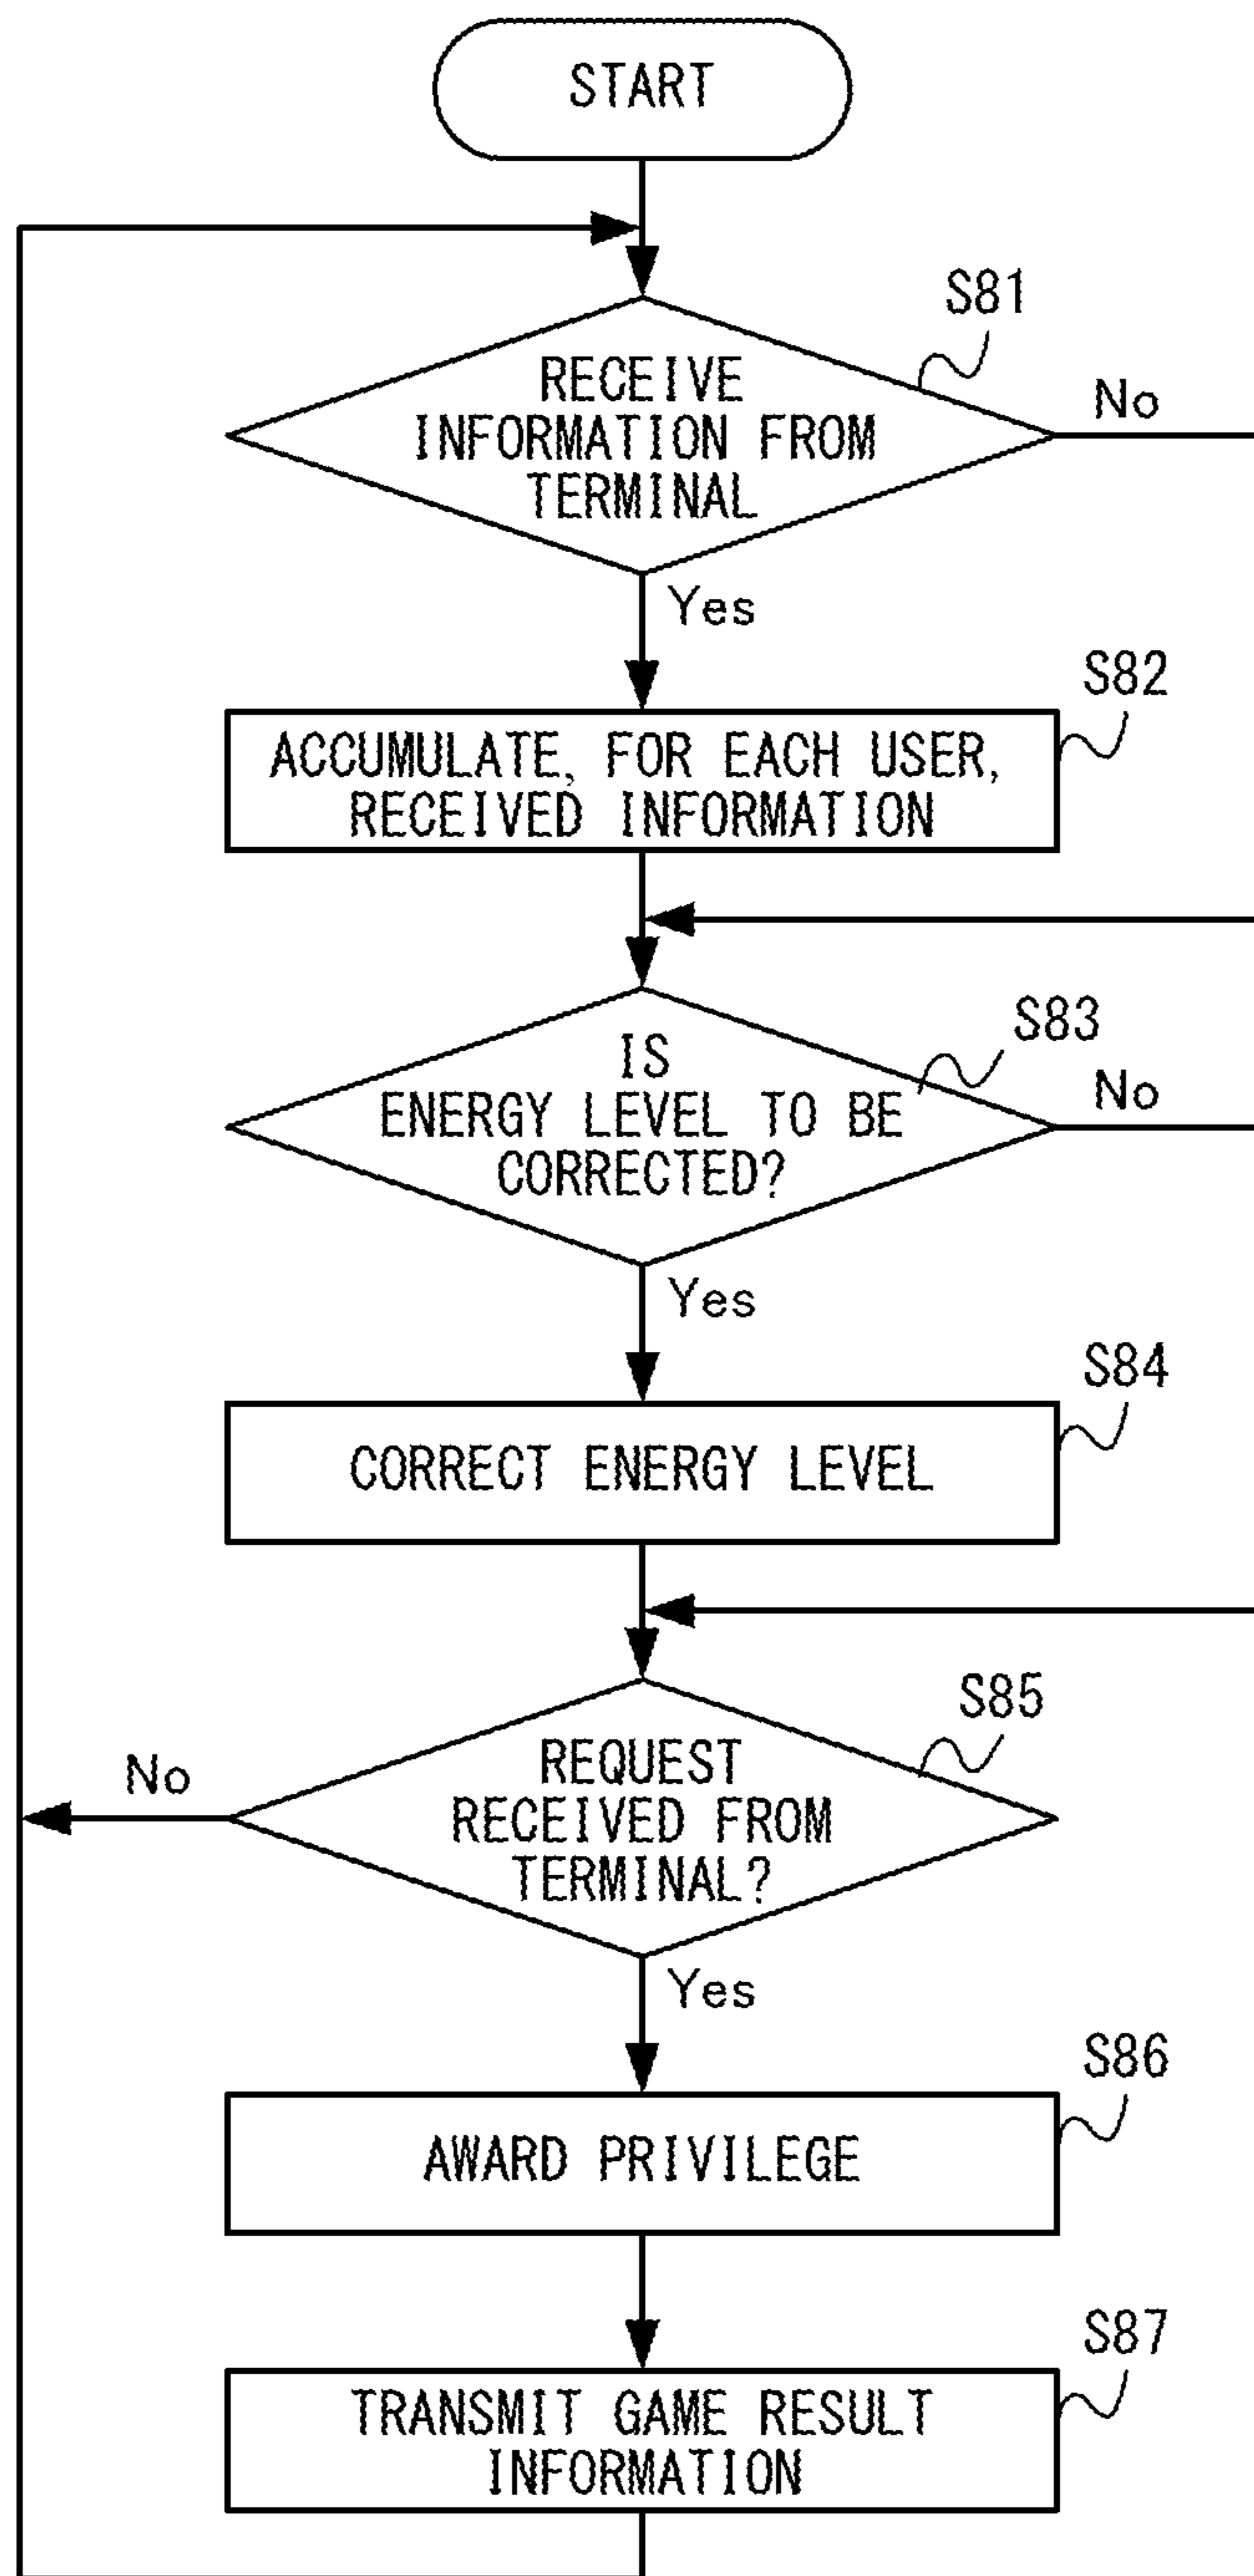 START
S81
RECEIVE
INFORMATION FROM
TERMINAL
No
Yes
S82
ACCUMULATE, FOR EACH USER,
RECEIVED INFORMATION
S83
IS
ENERGY LEVEL TO BE
CORRECTED?
No
Yes
S84
CORRECT ENERGY LEVEL
S85
REQUEST
RECEIVED FROM
TERMINAL?
No
Yes
S86
AWARD PRIVILEGE
S87
TRANSMIT GAME RESULT
INFORMATION